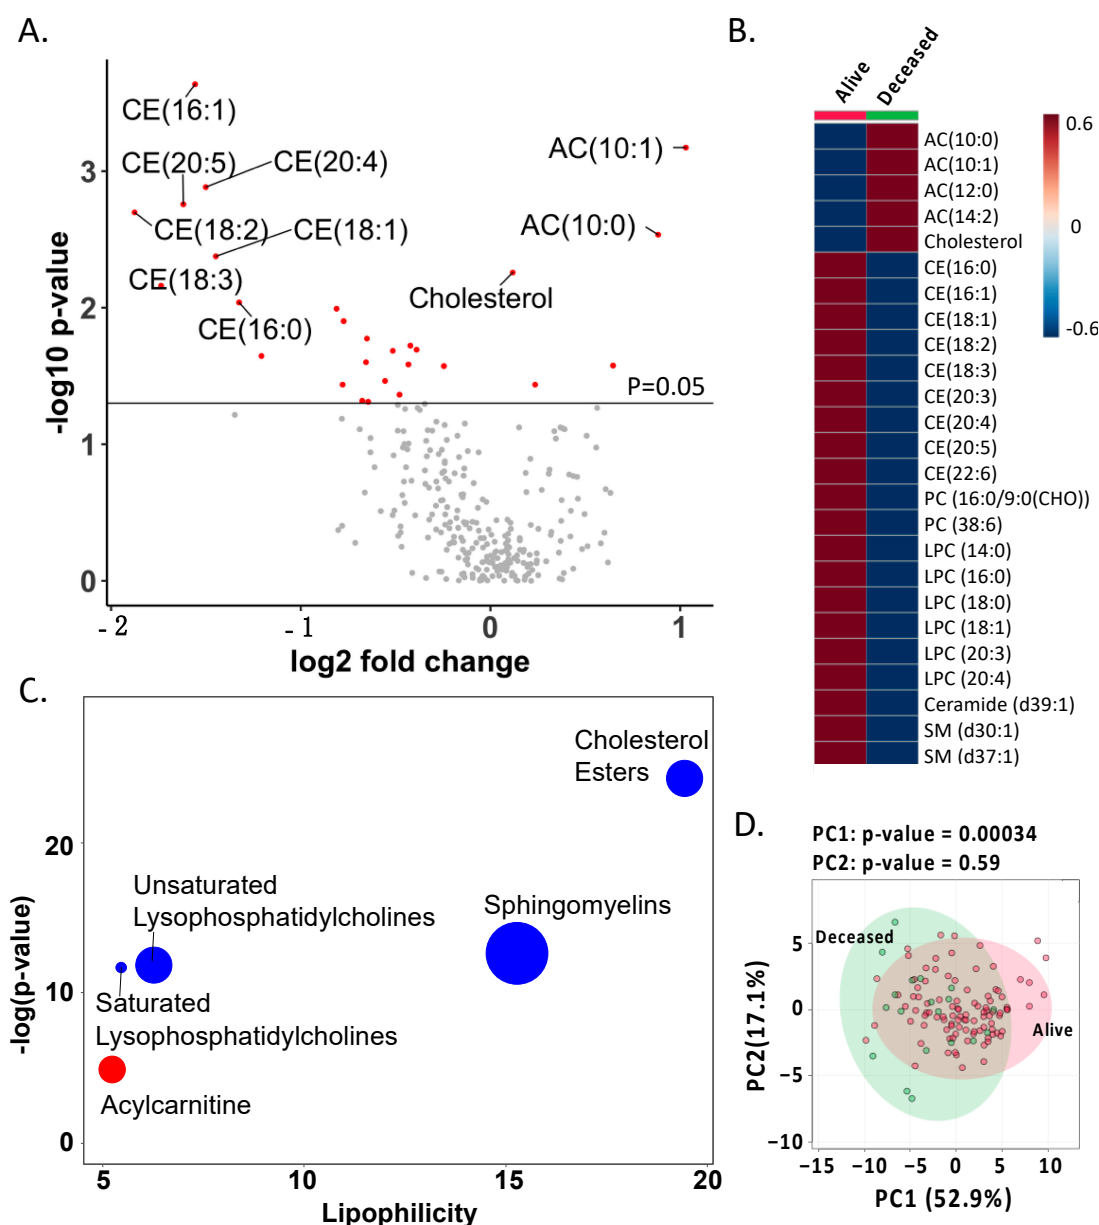 A.
CE(16:1)
CE(20:5)
CE(20:4)
CE(18:2)
CE(18:1)
CE(18:3)
CE(16:0)
AC(10:1)
AC(10:0)
Cholesterol
P=0.05
3
2
1
0
-log10 p-value
-2
-1
0
1
log2 fold change
B.
Alive
Deceased
AC(10:0)
AC(10:1)
AC(12:0)
AC(14:2)
Cholesterol
CE(16:0)
CE(16:1)
CE(18:1)
CE(18:2)
CE(18:3)
CE(20:3)
CE(20:4)
CE(20:5)
CE(22:6)
PC (16:0/9:0(CHO))
PC (38:6)
LPC (14:0)
LPC (16:0)
LPC (18:0)
LPC (18:1)
LPC (20:3)
LPC (20:4)
Ceramide (d39:1)
SM (d30:1)
SM (d37:1)
0.6
0
-0.6
C.
Cholesterol
Esters
Unsaturated
Lysophosphatidylcholines
Sphingomyelins
Saturated
Lysophosphatidylcholines
Acylcarnitine
20
10
0
-log(p-value)
5
10
15
20
Lipophilicity
D.
PC1: p-value = 0.00034
PC2: p-value = 0.59
Deceased
Alive
5
0
−5
−10
PC2(17.1%)
−15
−10
−5
0
5
10
PC1 (52.9%)